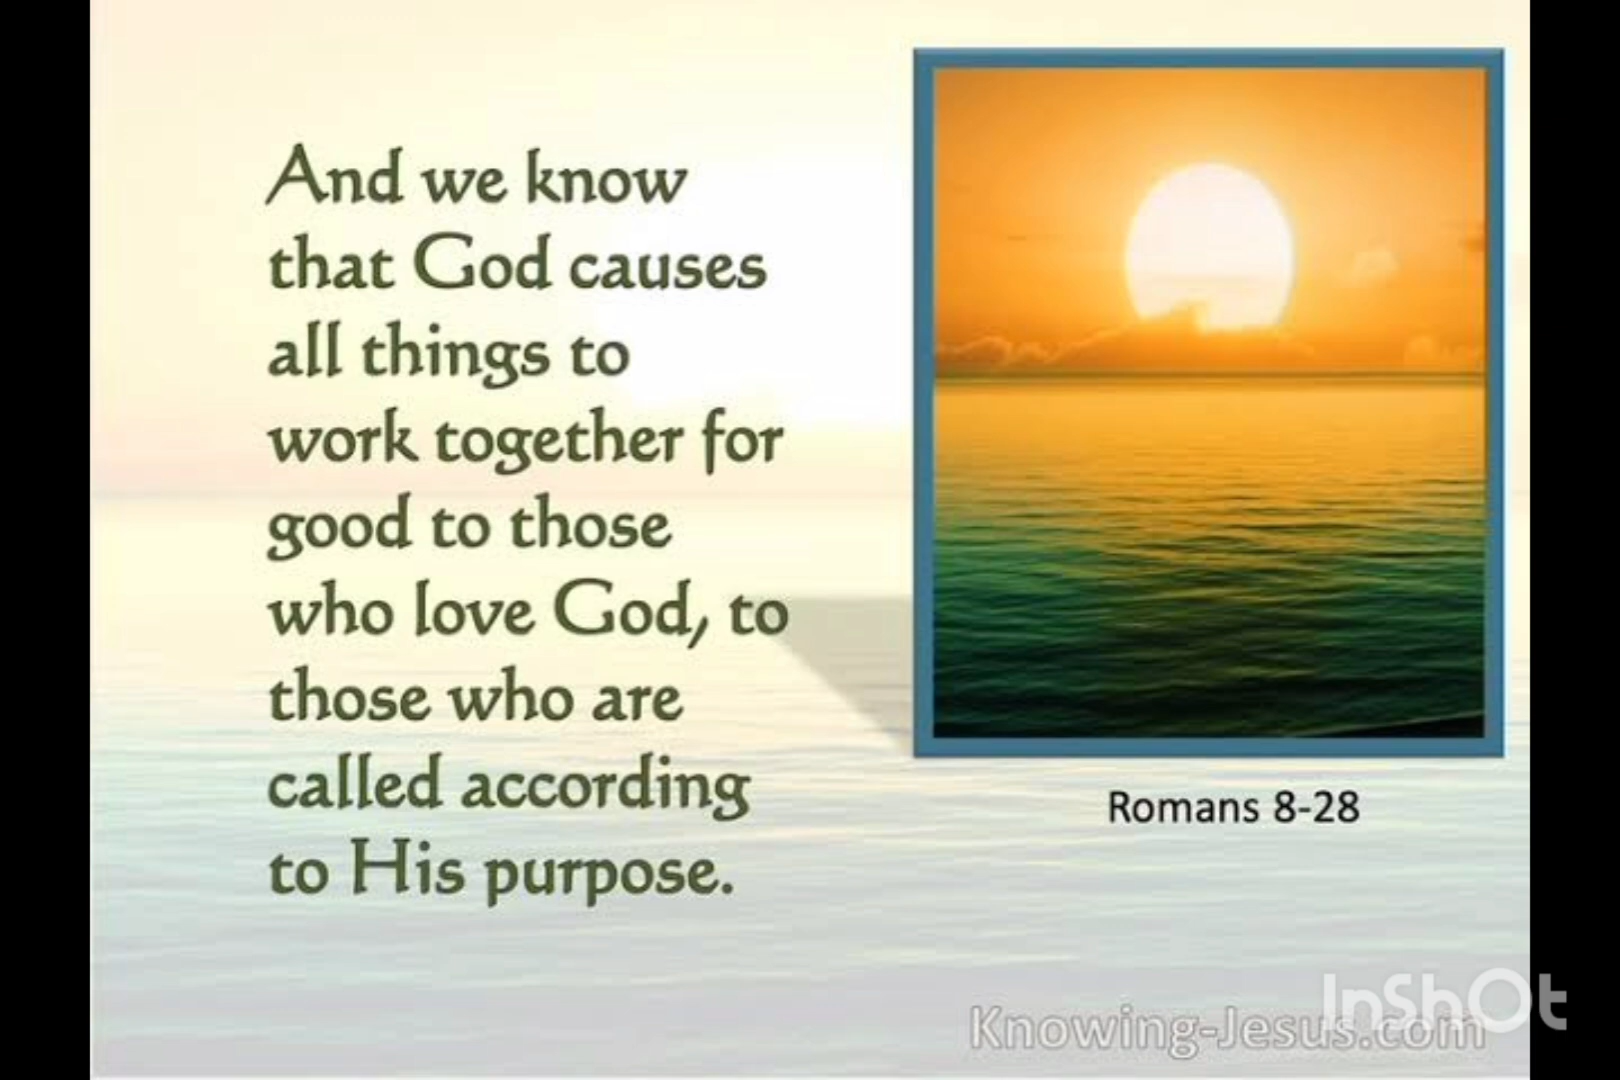 And we know
that God causes
all things to
work together for
good to those
who love God, to
those who are
called according
to His purpose.
Romans 8-28
Knowing-Jesus.com
InShOt